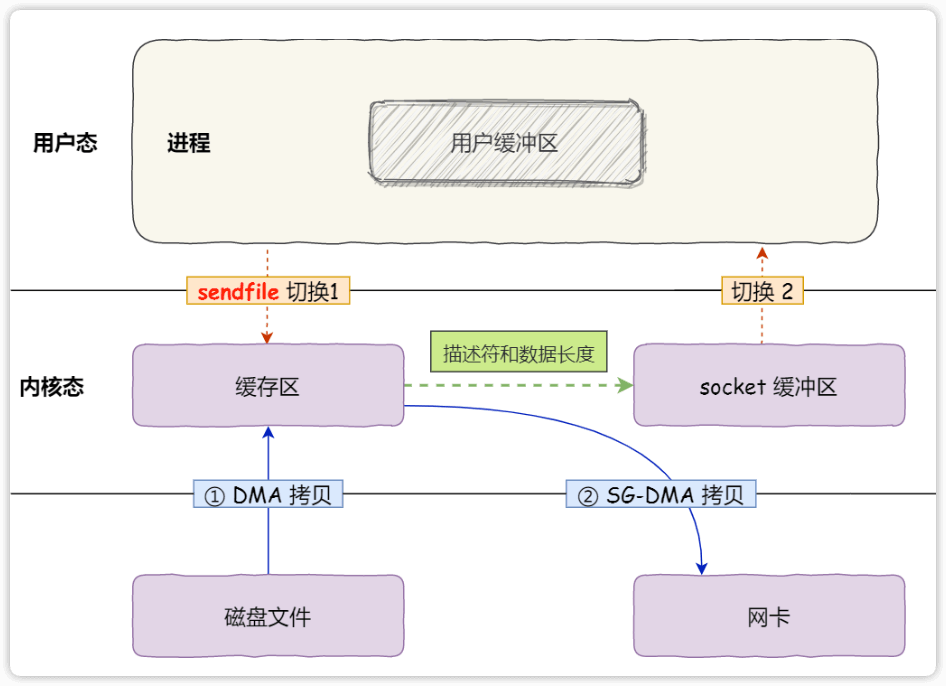 用户态
进程
用户缓冲区
sendfile 切换1
切换 2
描述符和数据长度
内核态
缓存区
socket 缓冲区
① DMA 拷贝
② SG-DMA 拷贝
磁盘文件
网卡